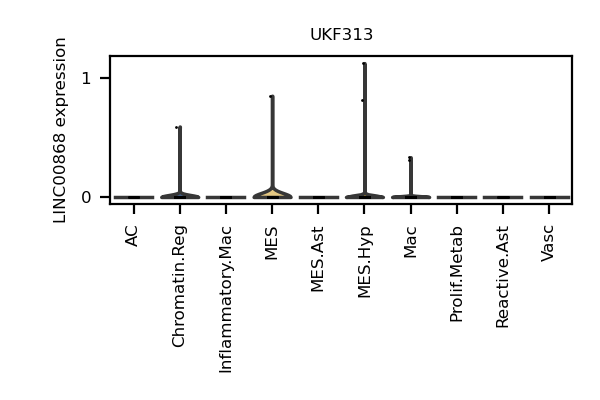 UKF313
LINC00868 expression
1
0
AC
Chromatin.Reg
Inflammatory.Mac
MES
MES.Ast
MES.Hyp
Mac
Prolif.Metab
Reactive.Ast
Vasc